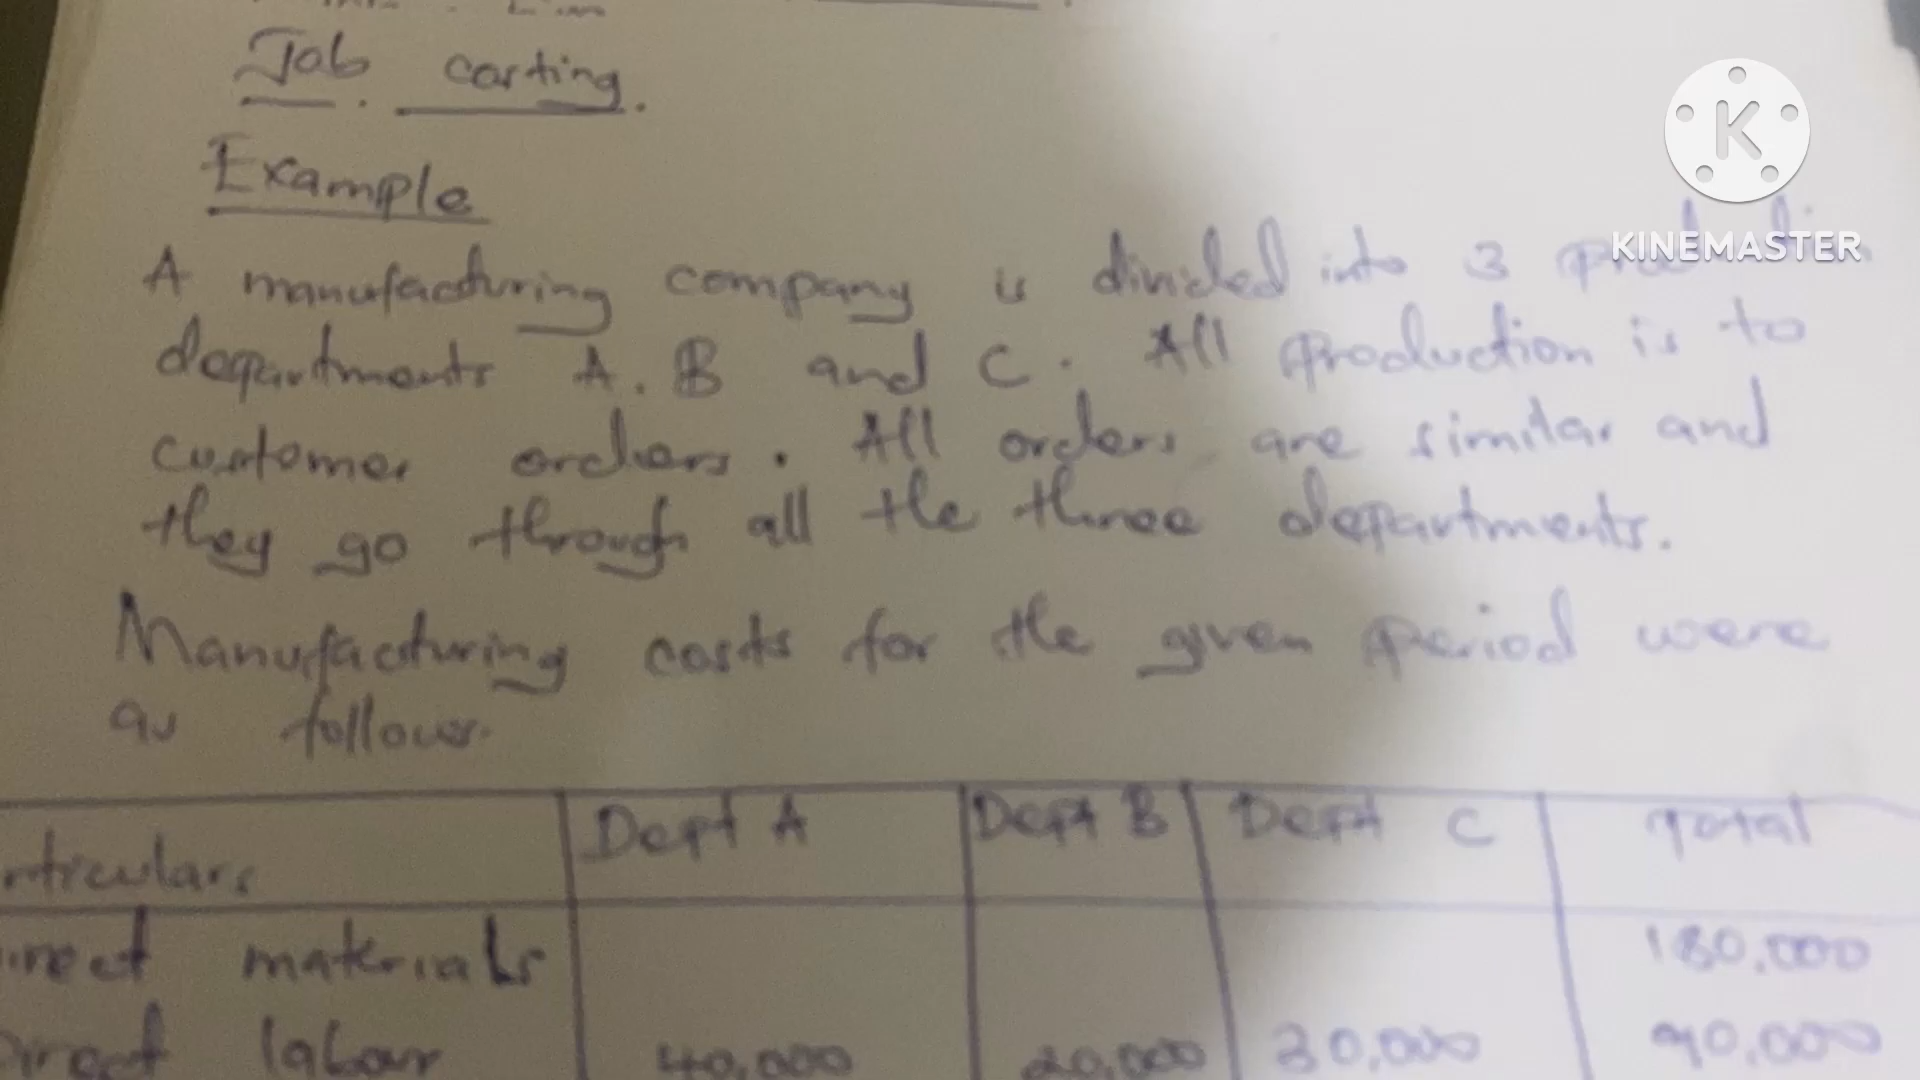 Job costing.
Example
A manufacturing company is divided into 3
departments A, B and C. All production is to
customer orders. All orders are similar and
they go through all the three departments.
Manufacturing costs for the given period were
as follows.
Dept A Dept B Dept C Total
materials 180,000
labour 40,000 20,000 30,000 90,000
K
KINEMASTER